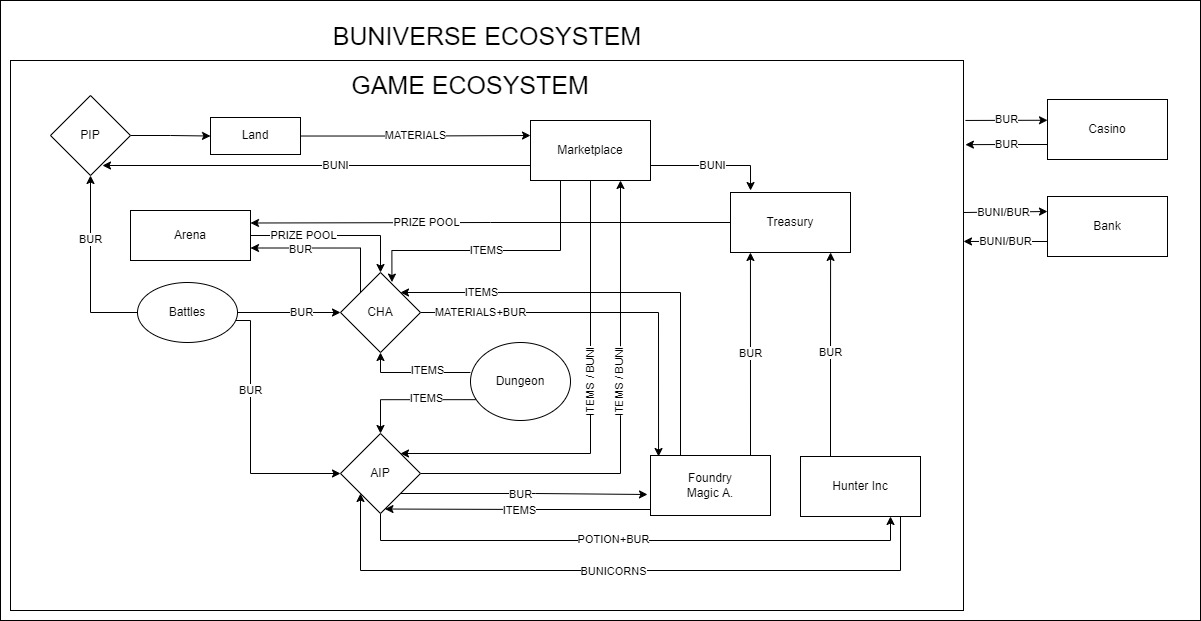 BUNIVERSE ECOSYSTEM
GAME ECOSYSTEM
PIP
Land
MATERIALS
Marketplace
BUNI
BUNI
BUR
Casino
BUR
Arena
PRIZE POOL
Treasury
PRIZE POOL
BUR
BUR
ITEMS
BUNI/BUR
Bank
BUNI/BUR
Battles
BUR
CHA
ITEMS
MATERIALS+BUR
BUR
BUR
ITEMS
Dungeon
ITEMS
BUR
ITEMS / BUNI
ITEMS / BUNI
AIP
BUR
ITEMS
Foundry
Magic A.
Hunter Inc
POTION+BUR
BUNICORNS